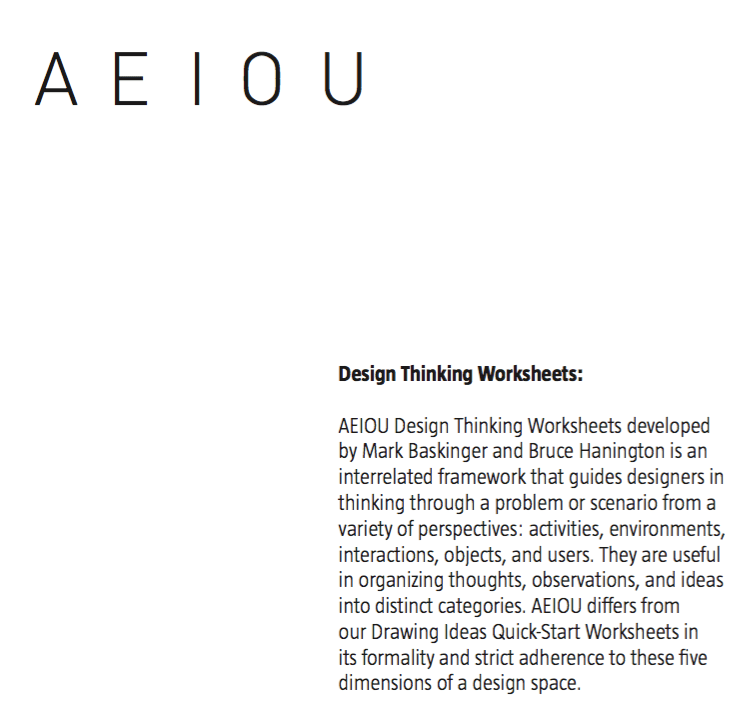 A E I O U
Design Thinking Worksheets:
AEIOU Design Thinking Worksheets developed
by Mark Baskinger and Bruce Hanington is an
interrelated framework that guides designers in
thinking through a problem or scenario from a
variety of perspectives: activities, environments,
interactions, objects, and users. They are useful
in organizing thoughts, observations, and ideas
into distinct categories. AEIOU differs from
our Drawing Ideas Quick-Start Worksheets in
its formality and strict adherence to these five
dimensions of a design space.